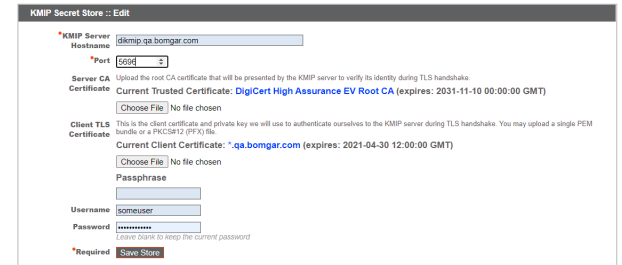 KMIP Secret Store :: Edit
*KMIP Server Hostname dikmip.qa.bomgar.com
*Port 5696
Server CA Certificate
Upload the root CA certificate that will be presented by the KMIP server to verify its identity during TLS handshake.
Current Trusted Certificate: DigiCert High Assurance EV Root CA (expires: 2031-11-10 00:00:00 GMT)
Choose File No file chosen
Client TLS Certificate
This is the client certificate and private key we will use to authenticate ourselves to the KMIP server during TLS handshake. You may upload a single PEM
bundle or a PKCS#12 (PFX) file.
Current Client Certificate: *.qa.bomgar.com (expires: 2021-04-30 12:00:00 GMT)
Choose File No file chosen
Passphrase
Username someuser
Password ••••••••••••
Leave blank to keep the current password
*Required Save Store